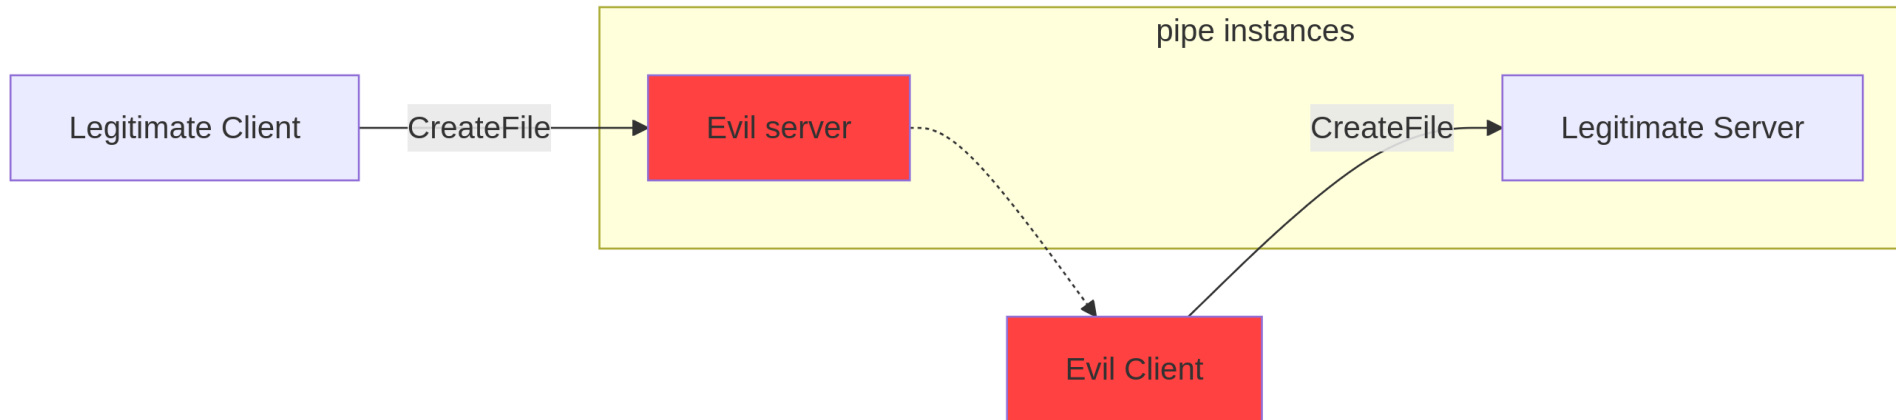 pipe instances
Legitimate Client
CreateFile
Evil server
CreateFile
Legitimate Server
Evil Client